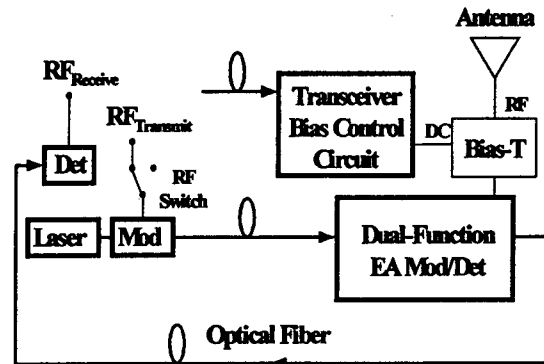 Antenna
RF_Receive
RF_Transmit
Transceiver
Bias Control
Circuit
DC
RF
Bias-T
Det
RF
Switch
Laser
Mod
Dual-Function
EA Mod/Det
Optical Fiber